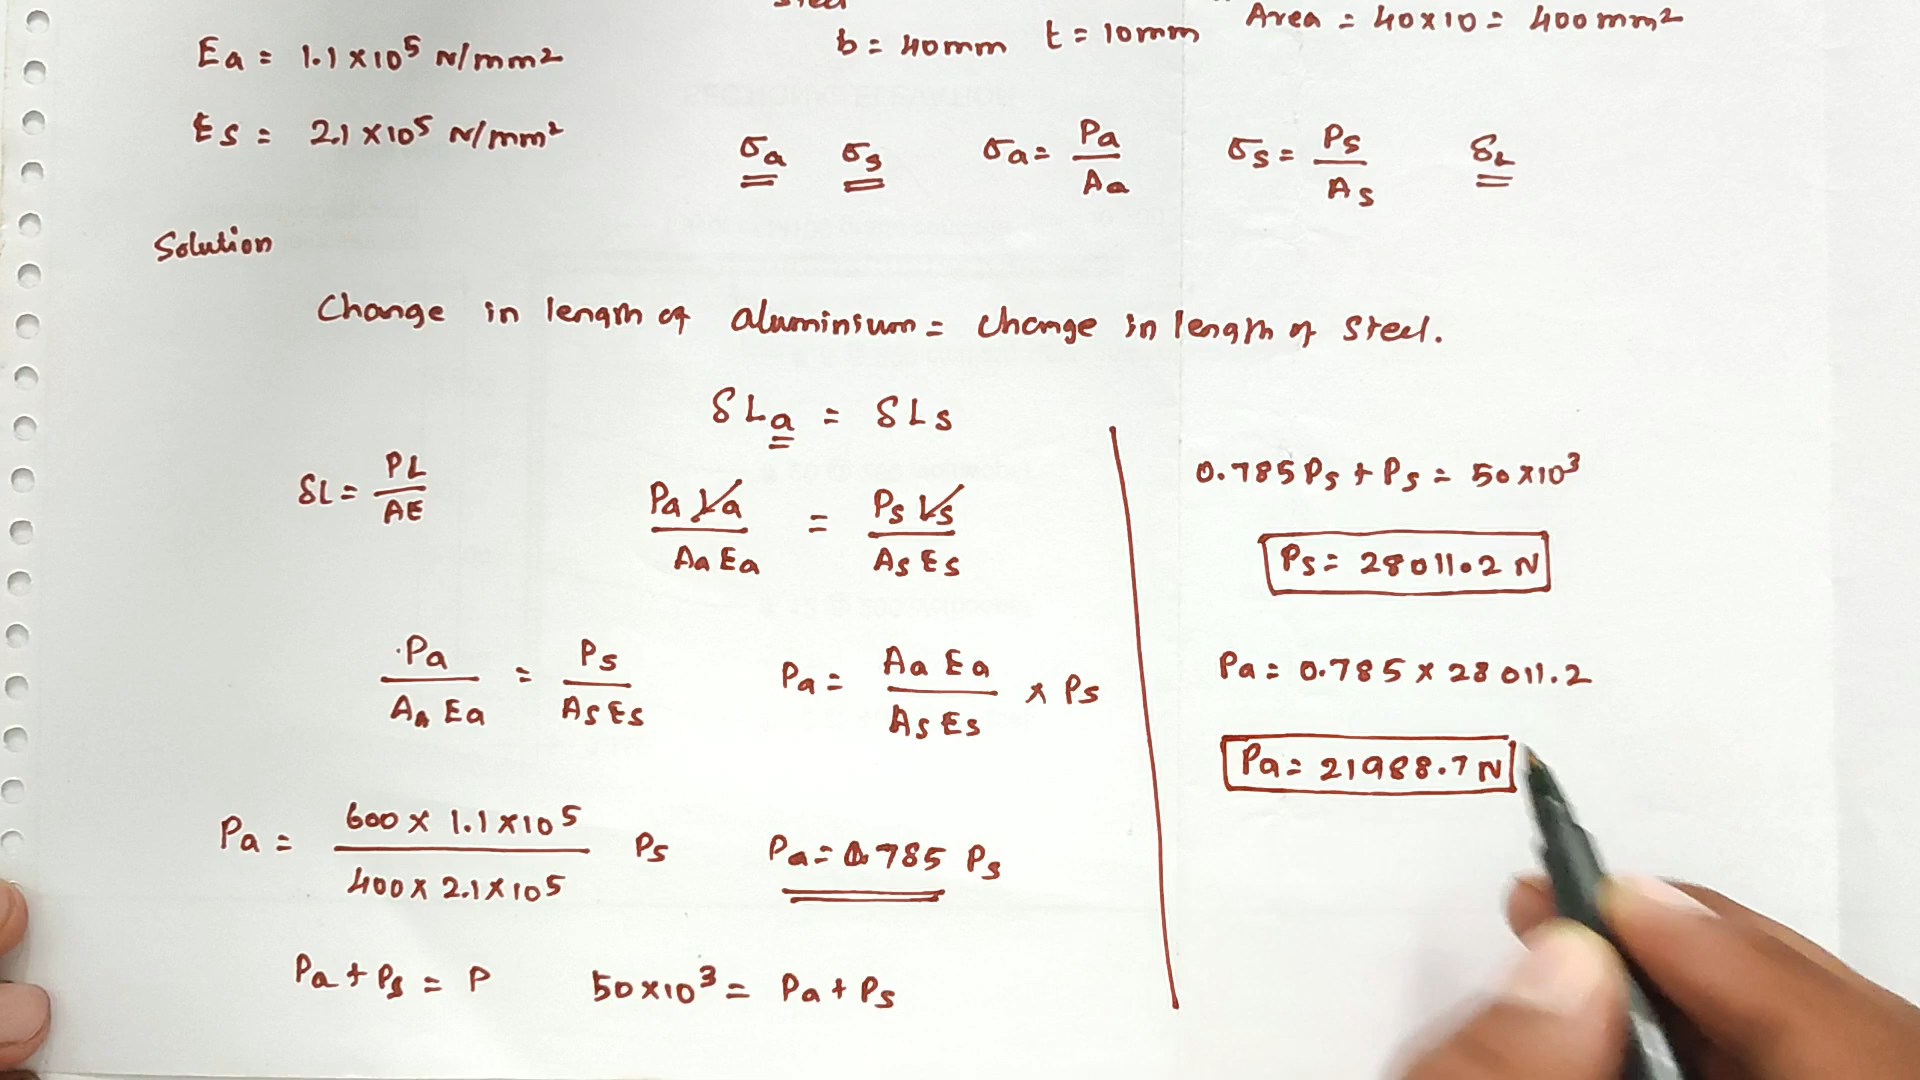 Steel
Area = 40×10 = 400mm²
b = 40mm t = 10mm
Ea = 1.1×10⁵ N/mm²
Es = 2.1×10⁵ N/mm²
σa σs σa = Pa/Aa σs = Ps/As δL
Solution
Change in length of aluminium = change in length of steel.
δLa = δLs
δL = PL/AE Pa La/Aa Ea = Ps Ls/As Es
Pa/Aa Ea = Ps/As Es Pa = Aa Ea/As Es × Ps
Pa = 600×1.1×10⁵/400×2.1×10⁵ Ps Pa = 0.785 Ps
Pa + Ps = P 50×10³ = Pa + Ps
0.785 Ps + Ps = 50×10³
Ps = 28011.2 N
Pa = 0.785×28011.2
Pa = 21988.7 N